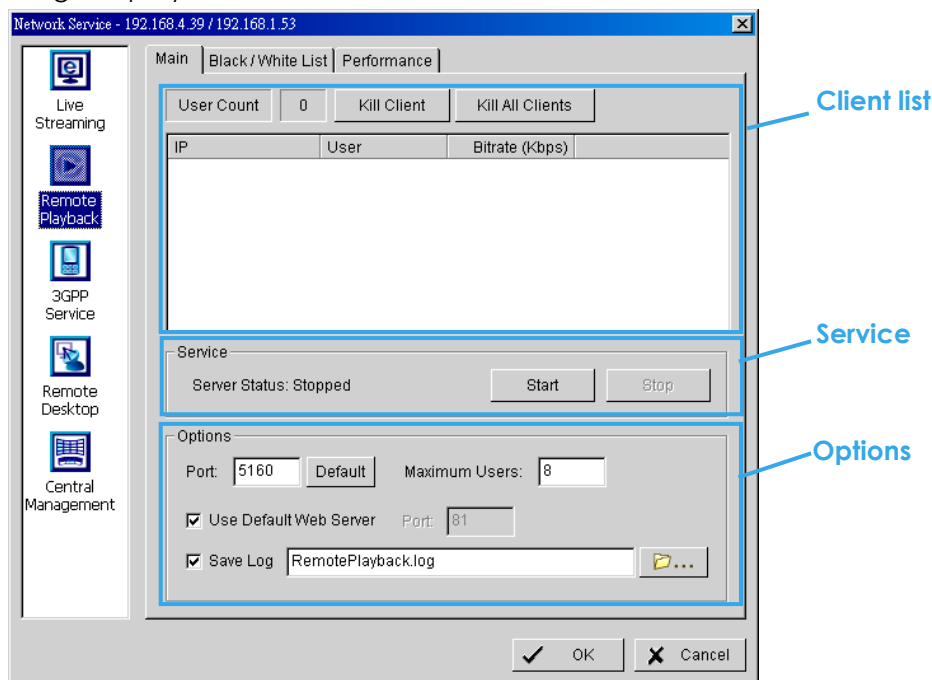 Network Service - 192.168.4.39 / 192.168.1.53
Live
Streaming
Remote
Playback
3GPP
Service
Remote
Desktop
Central
Management
Main Black / White List Performance
User Count 0 Kill Client Kill All Clients
IP User Bitrate (Kbps)
Client list
Service
Server Status: Stopped Start Stop
Service
Options
Port: 5160 Default Maximum Users: 8
Use Default Web Server Port: 81
Save Log RemotePlayback.log ...
Options
OK Cancel